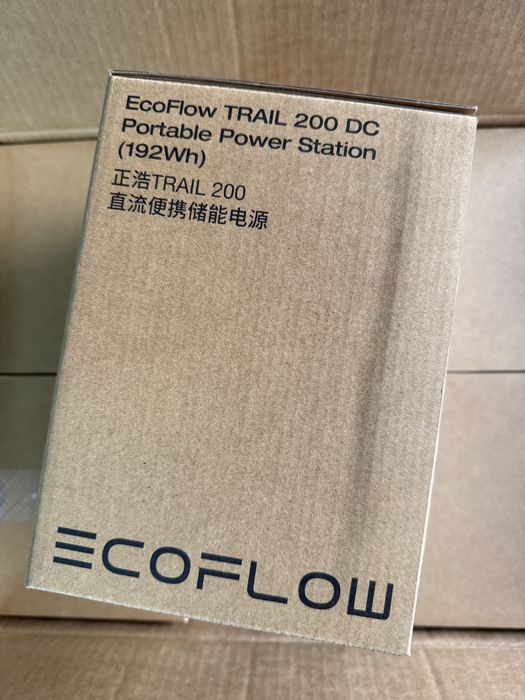 EcoFlow TRAIL 200 DC
Portable Power Station
(192Wh)
正浩TRAIL 200
直流便携储能电源
ECOFLOW